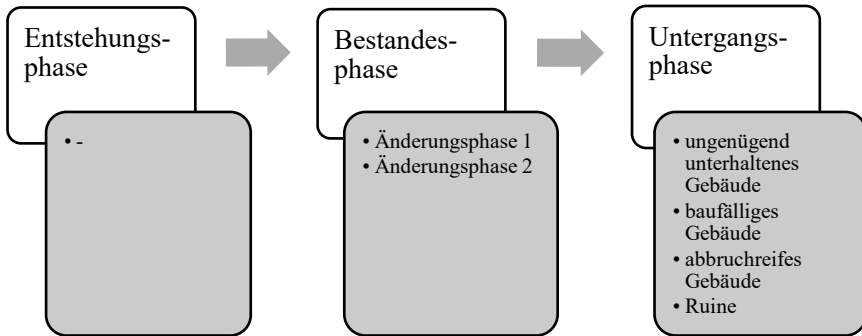 Entstehungs-
phase
• -
Bestandes-
phase
• Änderungsphase 1
• Änderungsphase 2
Untergangs-
phase
• ungenügend
unterhaltenes
Gebäude
• baufälliges
Gebäude
• abbruchreifes
Gebäude
• Ruine